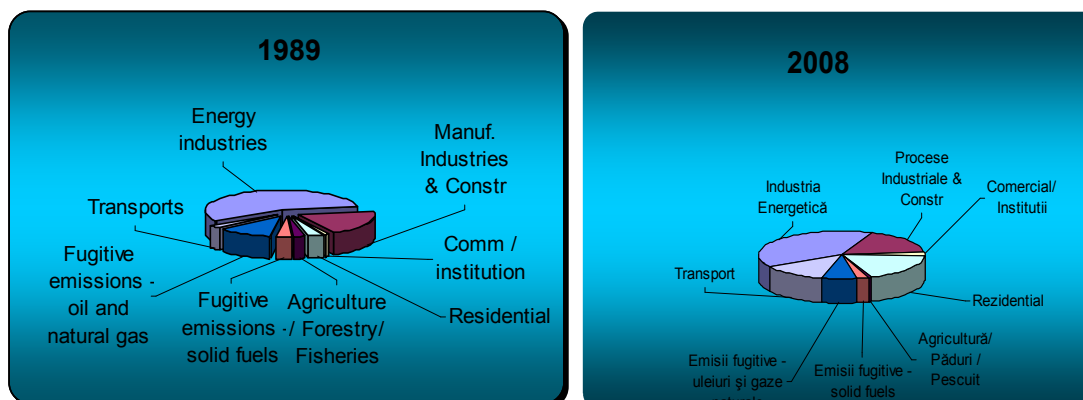 1989
Energy
industries
Manuf.
Industries
& Constr
Transports
Comm /
institution
Fugitive
emissions -
oil and
natural gas
Fugitive
emissions -
solid fuels
Agriculture
/ Forestry/
Fisheries
Residential
2008
Procese
Industriale &
Constr
Industria
Energetică
Comercial/
Institutii
Transport
Rezidential
Agricultură/
Păduri /
Pescuit
Emisii fugitive -
uleiuri şi gaze
Emisii fugitive -
solid fuels